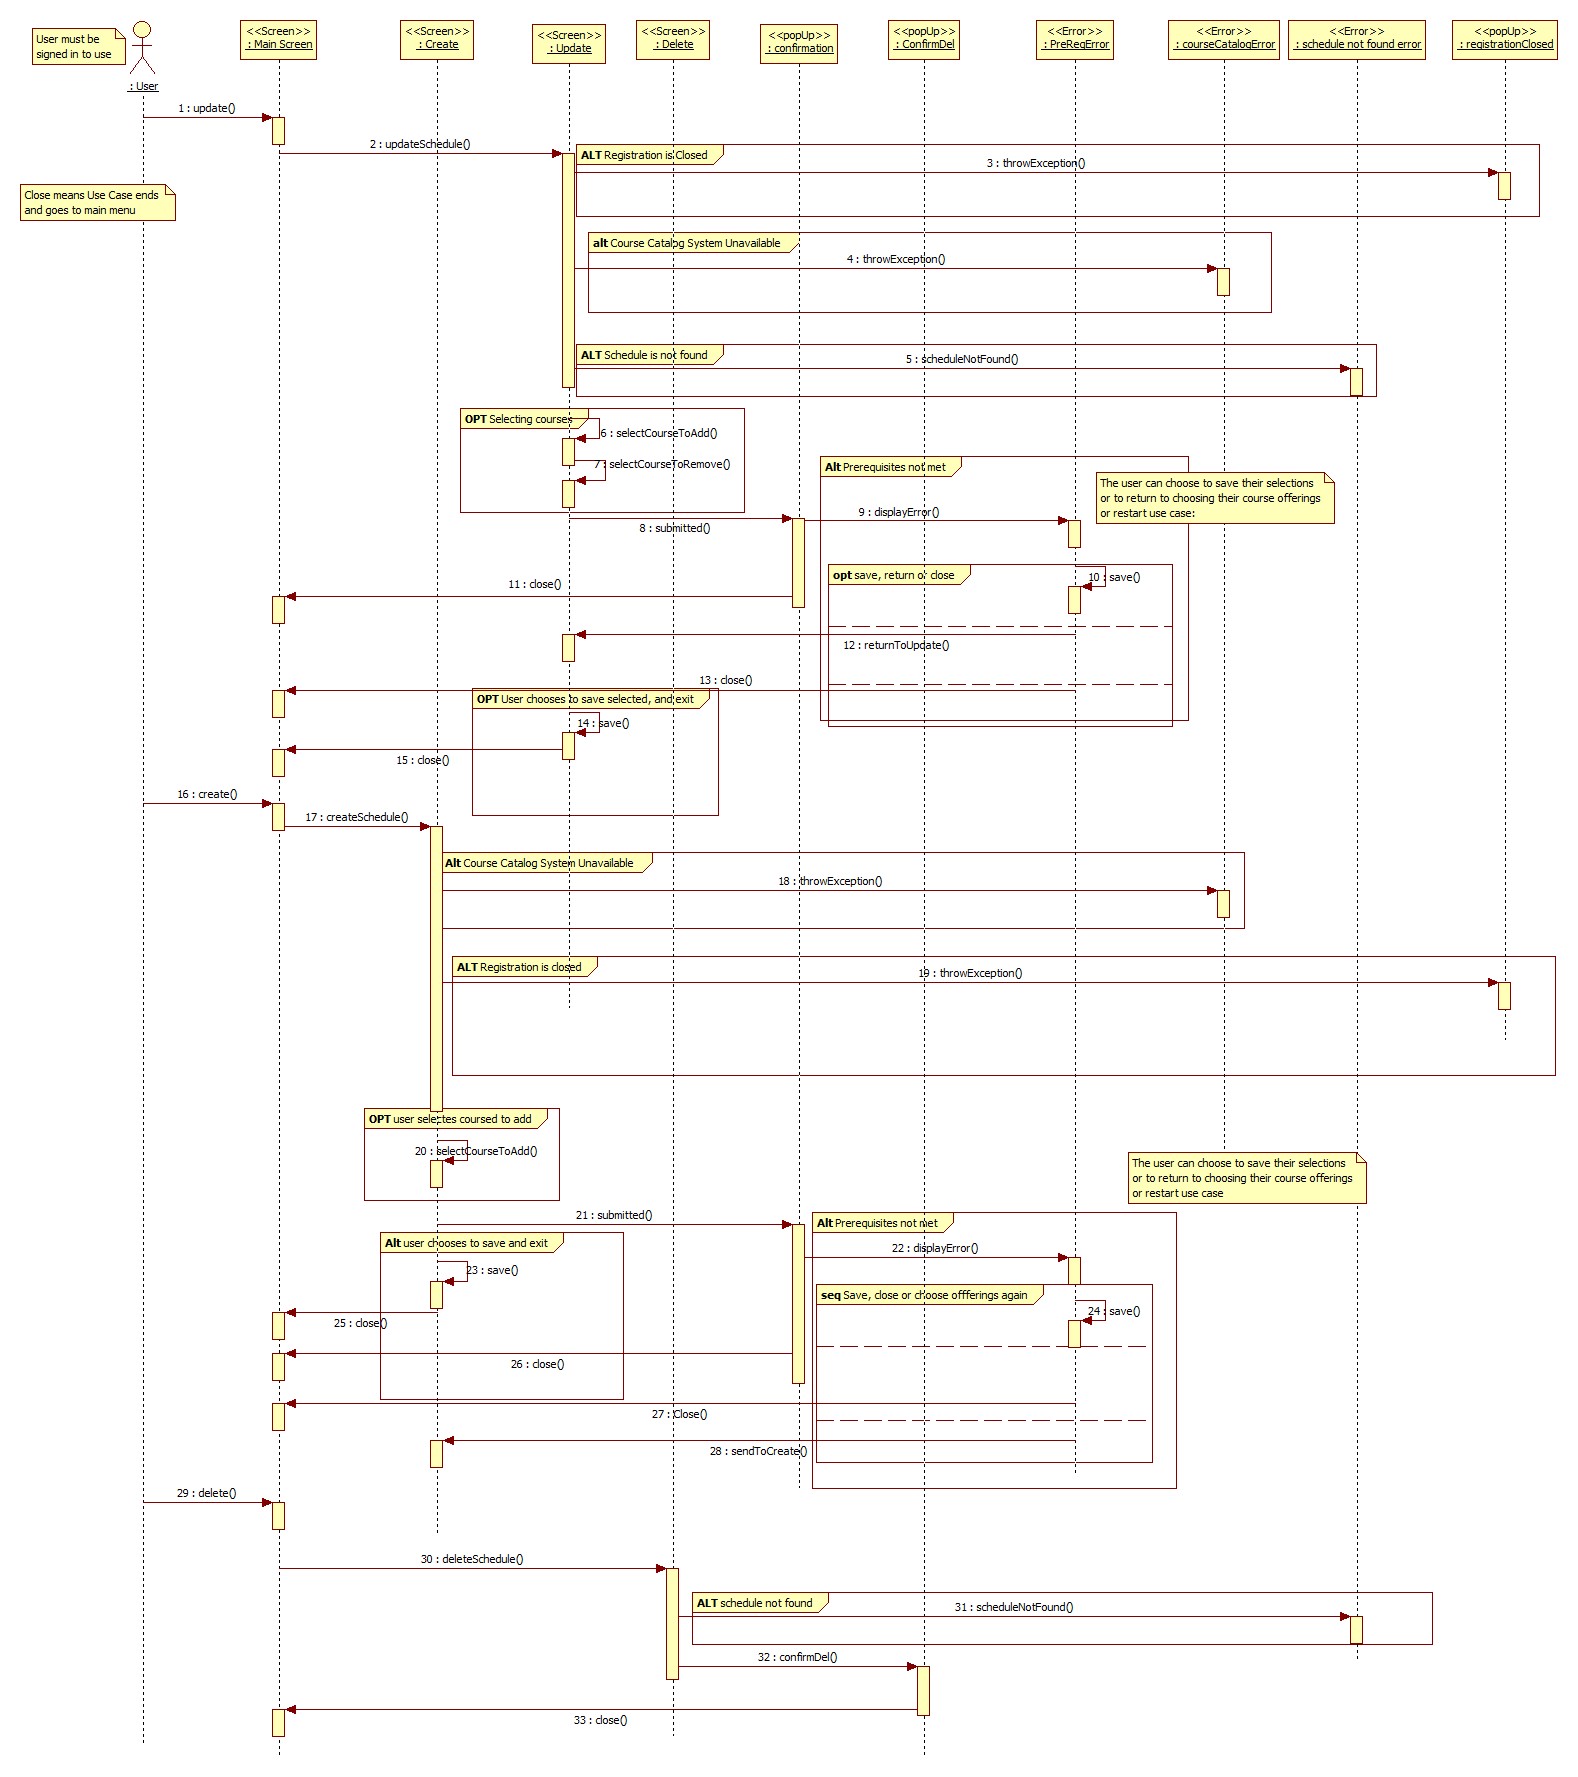 User must be
signed in to use
: User
<<Screen>>
: Main Screen
<<Screen>>
: Create
<<Screen>>
: Update
<<Screen>>
: Delete
<<popUp>>
: confirmation
<<popUp>>
: ConfirmDel
<<Error>>
: PreReqError
<<Error>>
: courseCatalogError
<<Error>>
: schedule not found error
<<popUp>>
: registrationClosed
1 : update()
2 : updateSchedule()
ALT Registration is Closed
3 : throwException()
Close means Use Case ends
and goes to main menu
alt Course Catalog System Unavailable
4 : throwException()
ALT Schedule is not found
5 : scheduleNotFound()
OPT Selecting courses
6 : selectCourseToAdd()
7 : selectCourseToRemove()
Alt Prerequisites not met
The user can choose to save their selections
or to return to choosing their course offerings
or restart use case:
8 : submitted()
9 : displayError()
opt save, return or close
10 : save()
11 : close()
12 : returnToUpdate()
13 : close()
OPT User chooses to save selected, and exit
14 : save()
15 : close()
16 : create()
17 : createSchedule()
Alt Course Catalog System Unavailable
18 : throwException()
ALT Registration is closed
19 : throwException()
OPT user selectes coursed to add
20 : selectCourseToAdd()
The user can choose to save their selections
or to return to choosing their course offerings
or restart use case
21 : submitted()
Alt Prerequisites not met
Alt user chooses to save and exit
22 : displayError()
23 : save()
seq Save, close or choose offferings again
24 : save()
25 : close()
26 : close()
27 : Close()
28 : sendToCreate()
29 : delete()
30 : deleteSchedule()
ALT schedule not found
31 : scheduleNotFound()
32 : confirmDel()
33 : close()